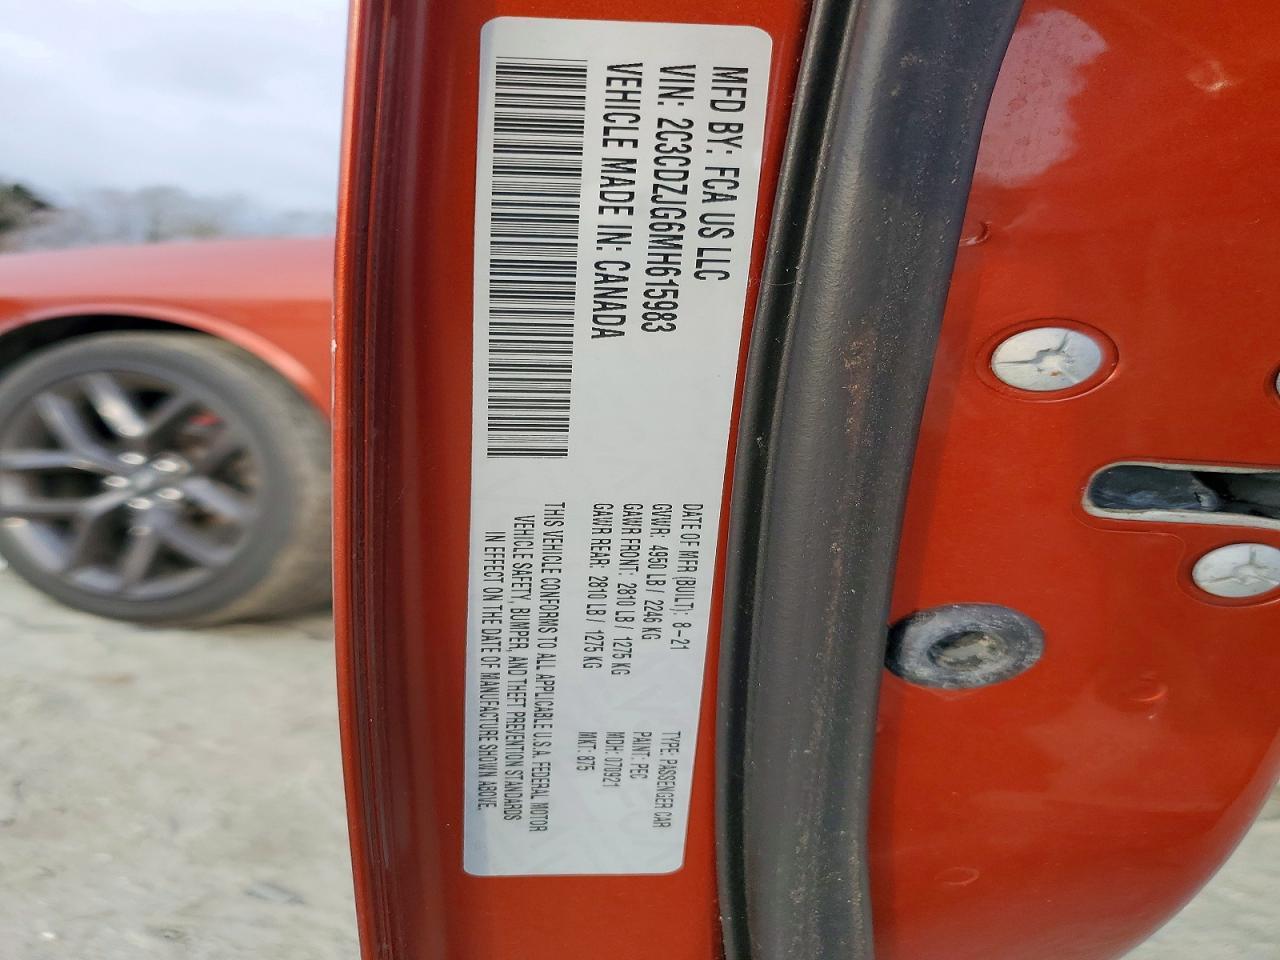 MFD BY: FCA US LLC
VIN: 2C3CDZJG6MH615983
VEHICLE MADE IN: CANADA
DATE OF MFR (BUILT): 8-21
GVWR: 4950 LB / 2246 KG
GAWR FRONT: 2810 LB / 1275 KG
GAWR REAR: 2810 LB / 1275 KG
TYPE: PASSENGER CAR
PAINT: PEC
MDH: 070921
MKT: 875
THIS VEHICLE CONFORMS TO ALL APPLICABLE U.S.A. FEDERAL MOTOR
VEHICLE SAFETY, BUMPER, AND THEFT PREVENTION STANDARDS
IN EFFECT ON THE DATE OF MANUFACTURE SHOWN ABOVE.